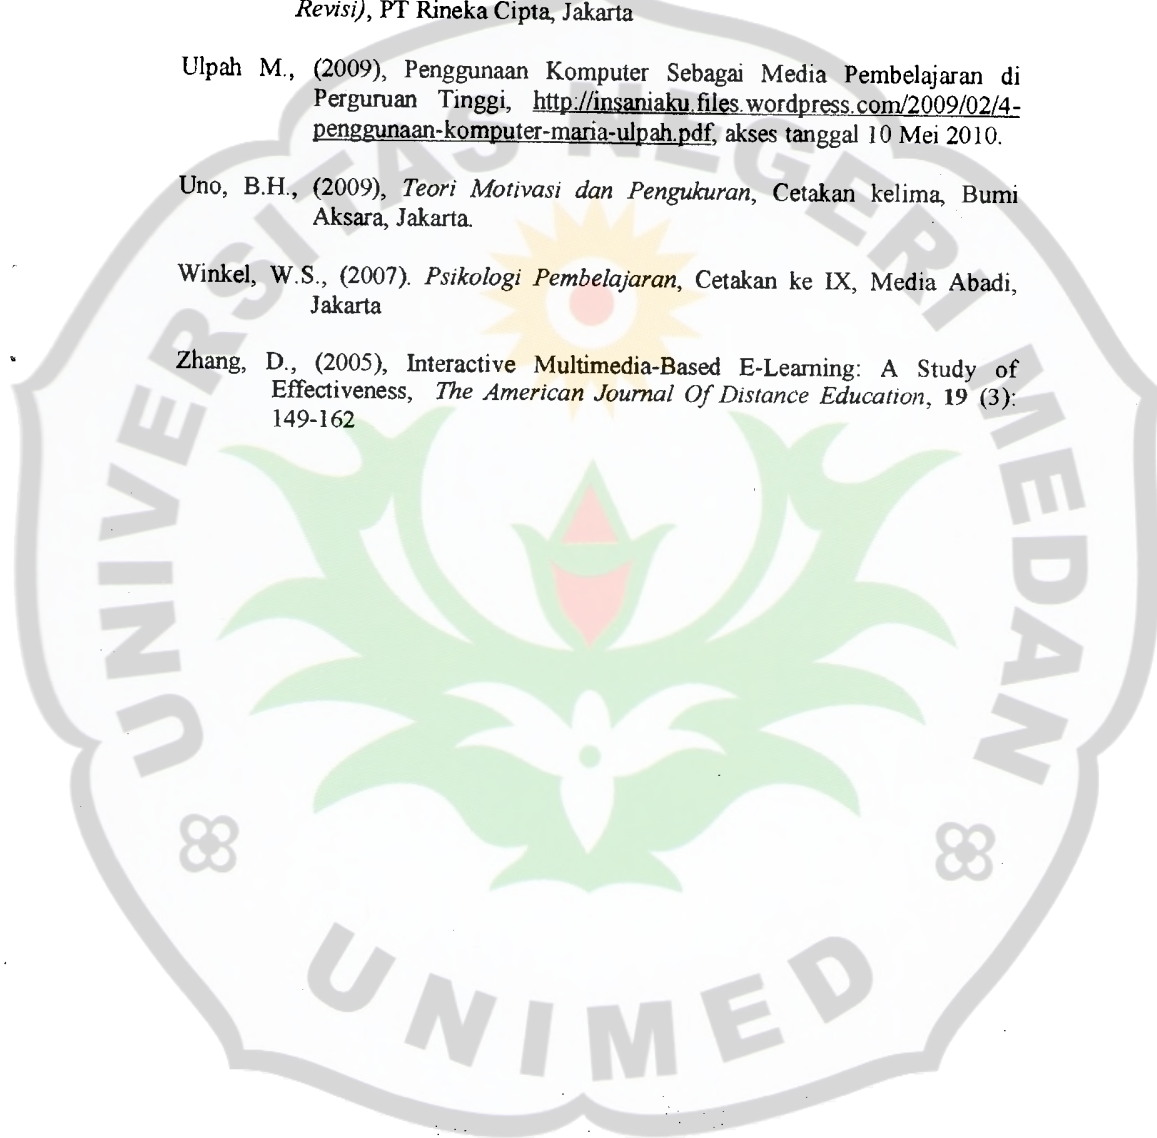 Revisi), PT Rineka Cipta, Jakarta
Ulpah M., (2009), Penggunaan Komputer Sebagai Media Pembelajaran di
Perguruan Tinggi, http://insaniaku.files.wordpress.com/2009/02/4-
penggunaan-komputer-maria-ulpah.pdf, akses tanggal 10 Mei 2010.
Uno, B.H., (2009), Teori Motivasi dan Pengukuran, Cetakan kelima, Bumi
Aksara, Jakarta.
Winkel, W.S., (2007). Psikologi Pembelajaran, Cetakan ke IX, Media Abadi,
Jakarta
Zhang, D., (2005), Interactive Multimedia-Based E-Learning: A Study of
Effectiveness, The American Journal Of Distance Education, 19 (3):
149-162
UNIVERSITAS NEGERI MEDAN
UNIMED